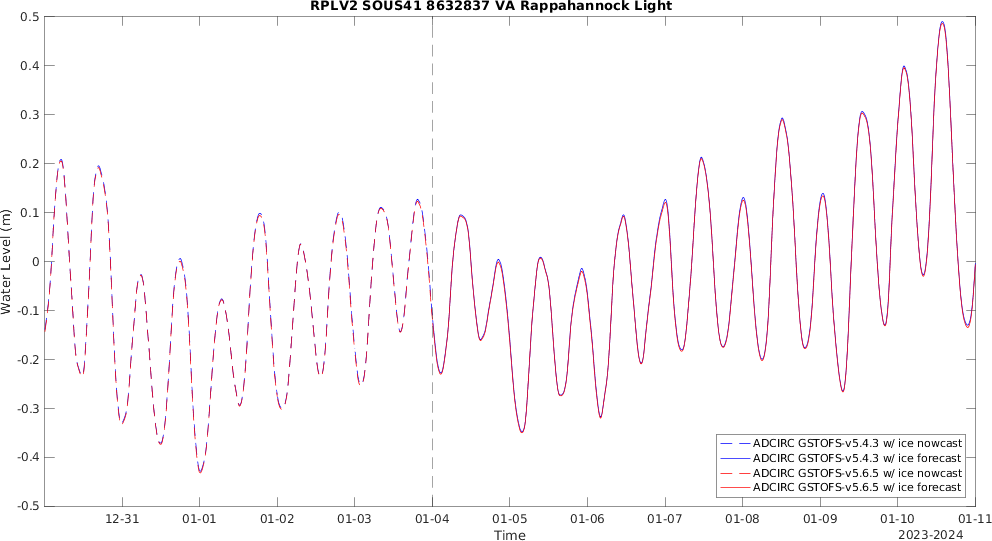 RPLV2 SOUS41 8632837 VA Rappahannock Light
Water Level (m)
0.5
0.4
0.3
0.2
0.1
0
-0.1
-0.2
-0.3
-0.4
-0.5
ADCIRC GSTOFS-v5.4.3 w/ ice nowcast
ADCIRC GSTOFS-v5.4.3 w/ ice forecast
ADCIRC GSTOFS-v5.6.5 w/ ice nowcast
ADCIRC GSTOFS-v5.6.5 w/ ice forecast
12-31 01-01 01-02 01-03 01-04 01-05 01-06 01-07 01-08 01-09 01-10 01-11
Time
2023-2024